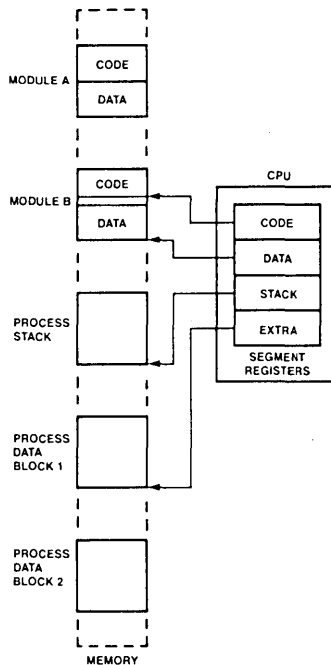 MODULE A
CODE
DATA
MODULE B
CODE
DATA
PROCESS
STACK
PROCESS
DATA
BLOCK 1
PROCESS
DATA
BLOCK 2
MEMORY
CPU
CODE
DATA
STACK
EXTRA
SEGMENT
REGISTERS